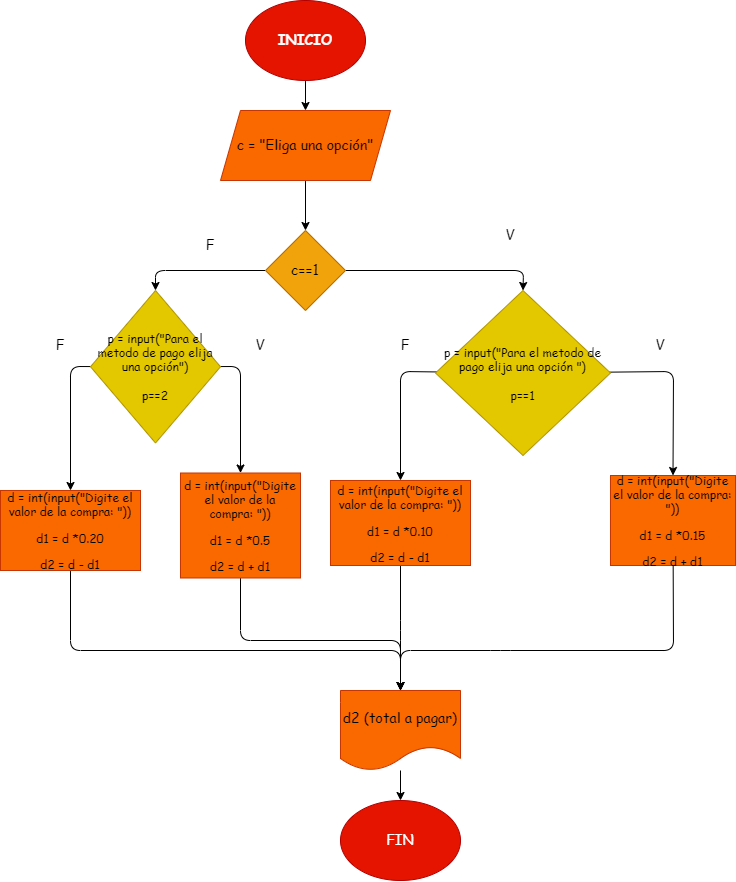 INICIO
c = "Eliga una opción"
F
V
c==1
F
p = input("Para el
metodo de pago elija
una opción")
p==2
V
F
p = input("Para el metodo de
pago elija una opción ")
p==1
V
d = int(input("Digite el
valor de la compra: "))
d1 = d *0.20
d2 = d - d1
d = int(input("Digite
el valor de la
compra: "))
d1 = d *0.5
d2 = d + d1
d = int(input("Digite el
valor de la compra: "))
d1 = d *0.10
d2 = d - d1
d = int(input("Digite
el valor de la compra:
"))
d1 = d *0.15
d2 = d + d1
d2 (total a pagar)
FIN